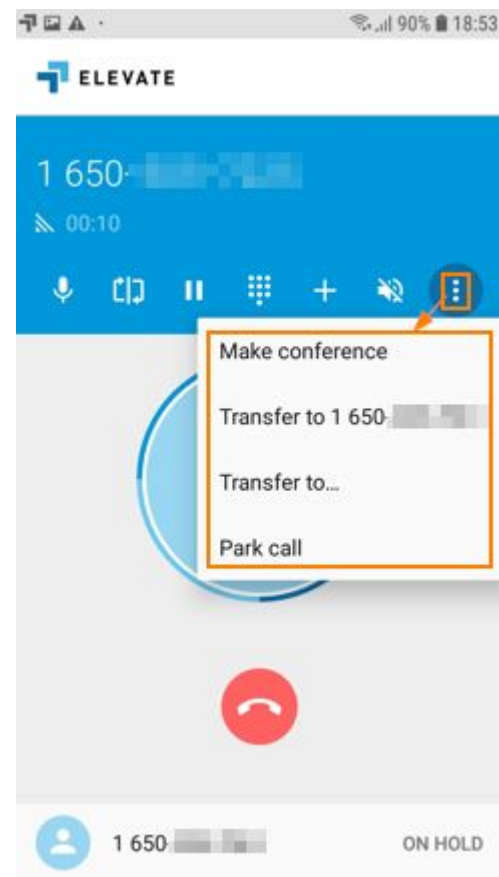 90% 18:53
ELEVATE
1 650-
00:10
Make conference
Transfer to 1 650-
Transfer to...
Park call
1 650
ON HOLD